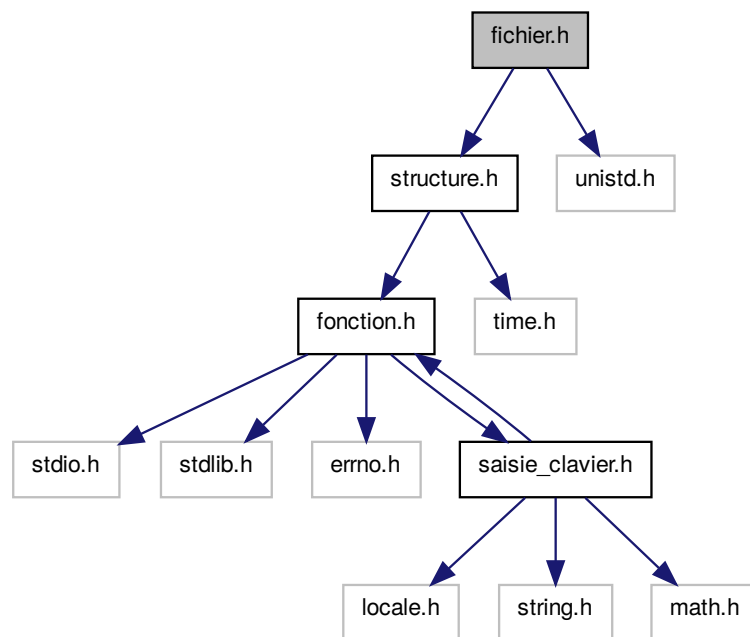 fichier.h
structure.h
unistd.h
fonction.h
time.h
stdio.h
stdlib.h
errno.h
saisie_clavier.h
locale.h
string.h
math.h